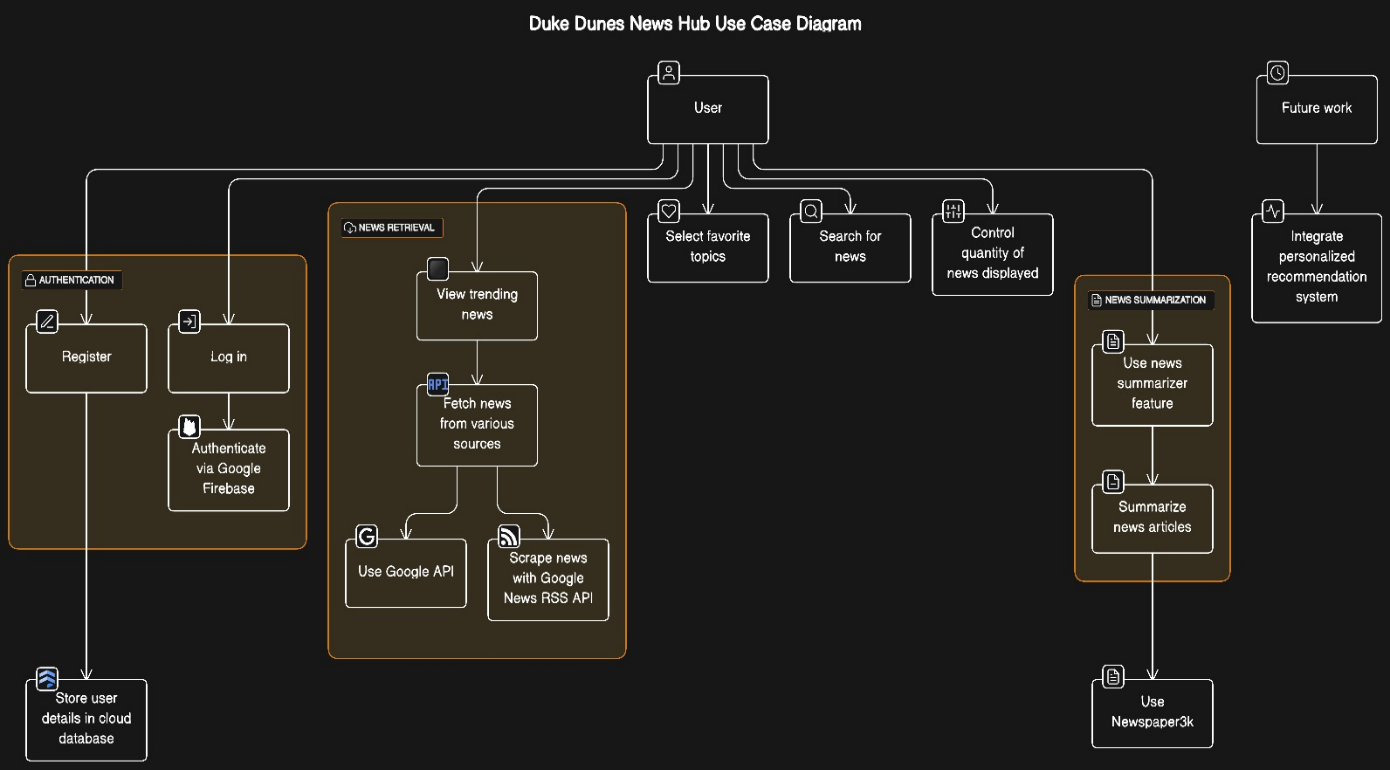 Duke Dunes News Hub Use Case Diagram
User
Future work
NEWS RETRIEVAL
Select favorite
topics
Search for
news
Control
quantity of
news displayed
Integrate
personalized
recommendation
system
AUTHENTICATION
Register
Log in
Authenticate
via Google
Firebase
View trending
news
API
Fetch news
from various
sources
G
Use Google API
Scrape news
with Google
News RSS API
NEWS SUMMARIZATION
Use news
summarizer
feature
Summarize
news articles
Store user
details in cloud
database
Use
Newspaper3k